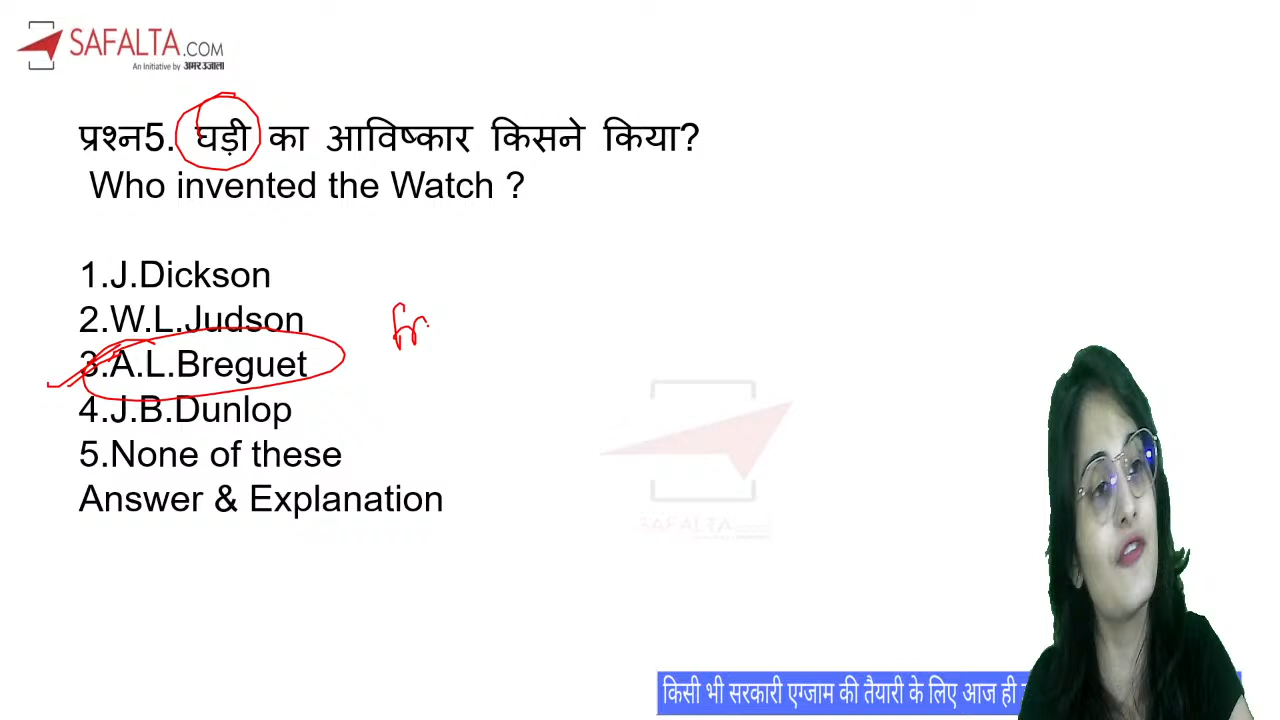 SAFALTA.COM
An Initiative by अमर उजाला
प्रश्न5. घड़ी का आविष्कार किसने किया?
Who invented the Watch ?
1.J.Dickson
2.W.L.Judson
3.A.L.Breguet
4.J.B.Dunlop
5.None of these
Answer & Explanation
SAFALTA
किसी भी सरकारी एग्जाम की तैयारी के लिए आज ही